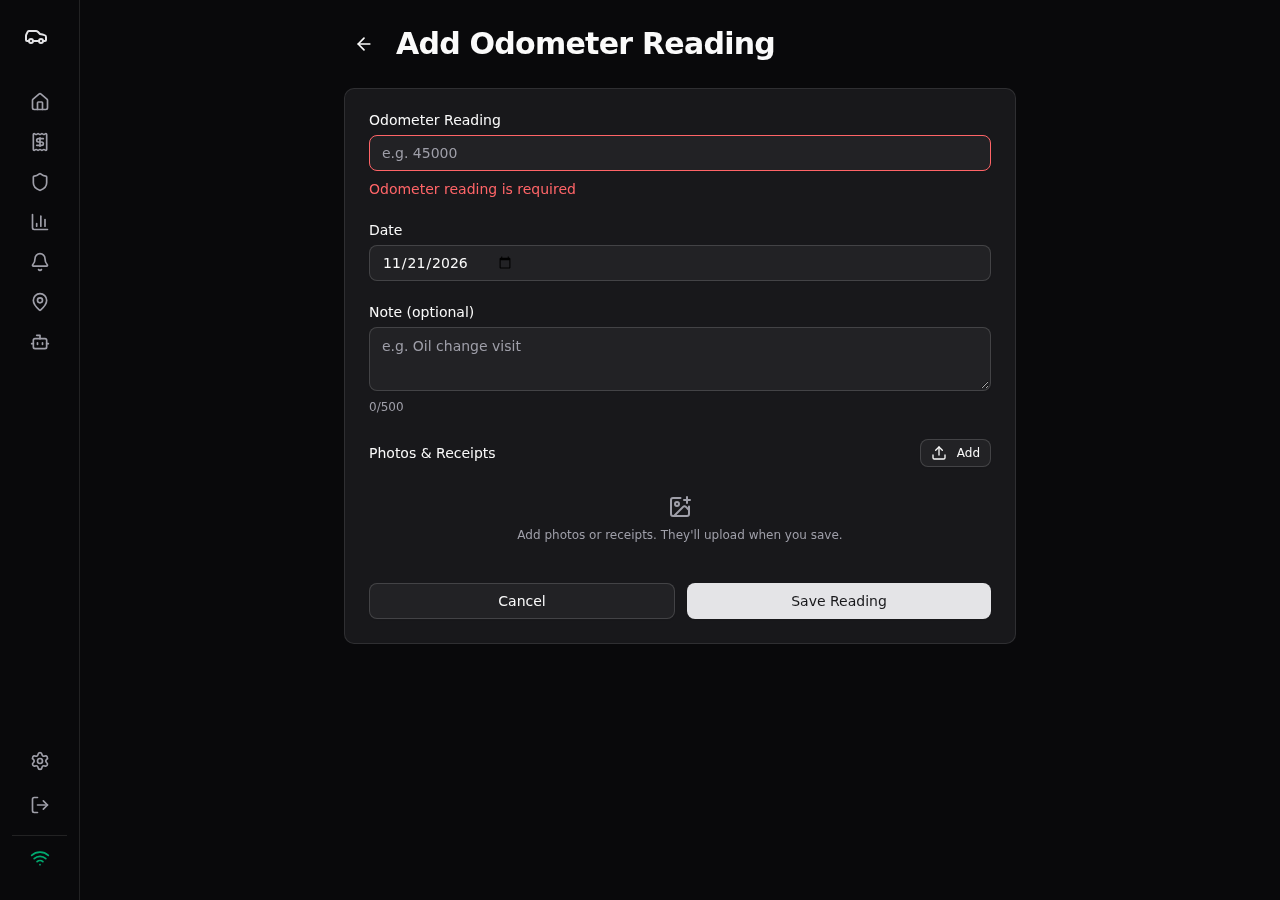 Add Odometer Reading
Odometer Reading
e.g. 45000
Odometer reading is required
Date
11/21/2026
Note (optional)
e.g. Oil change visit
0/500
Photos & Receipts
Add
Add photos or receipts. They'll upload when you save.
Cancel
Save Reading